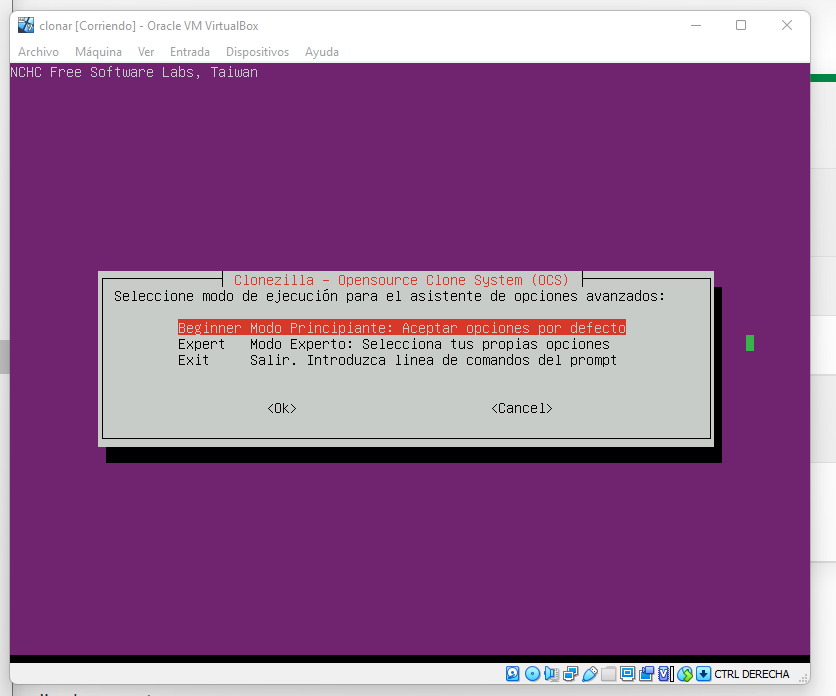 clonar [Corriendo] - Oracle VM VirtualBox
Archivo Máquina Ver Entrada Dispositivos Ayuda
NCHC Free Software Labs, Taiwan
Clonezilla - Opensource Clone System (OCS)
Seleccione modo de ejecución para el asistente de opciones avanzados:
Beginner Modo Principiante: Aceptar opciones por defecto
Expert Modo Experto: Selecciona tus propias opciones
Exit Salir. Introduzca linea de comandos del prompt
<Ok> <Cancel>
CTRL DERECHA